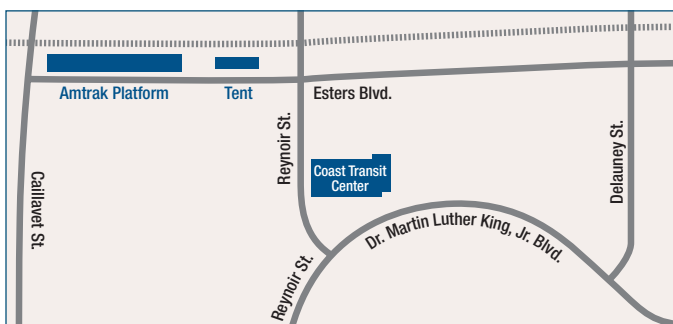 Amtrak Platform
Tent
Esters Blvd.
Reynoir St.
Caillavet St.
Coast Transit
Center
Delauney St.
Dr. Martin Luther King, Jr. Blvd.
Reynoir St.